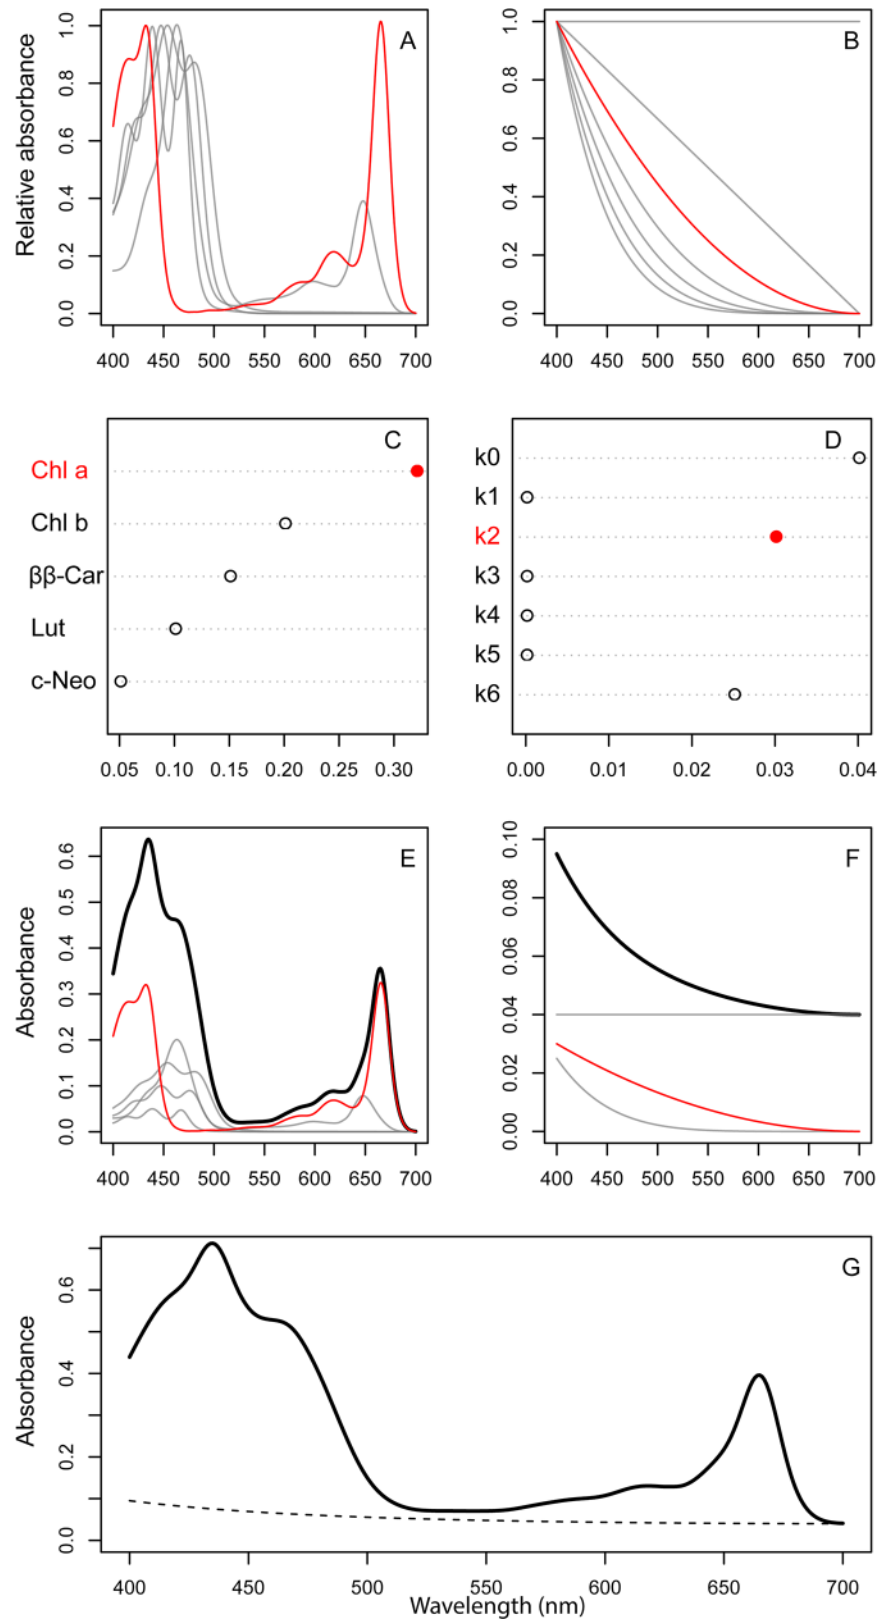 A
B
Relative absorbance
0.0 0.2 0.4 0.6 0.8 1.0
0.0 0.2 0.4 0.6 0.8 1.0
400 450 500 550 600 650 700
400 450 500 550 600 650 700
C
Chl a
Chl b
ββ-Car
Lut
c-Neo
0.05 0.10 0.15 0.20 0.30
D
k0
k1
k2
k3
k4
k5
k6
0.00 0.01 0.02 0.03 0.04
E
Absorbance
0.0 0.1 0.2 0.3 0.4 0.5 0.6
400 450 500 550 600 650 700
F
0.00 0.02 0.04 0.06 0.08 0.10
400 450 500 550 600 650 700
G
Absorbance
0.0 0.2 0.4 0.6
400 450 500 550 600 650 700
Wavelength (nm)